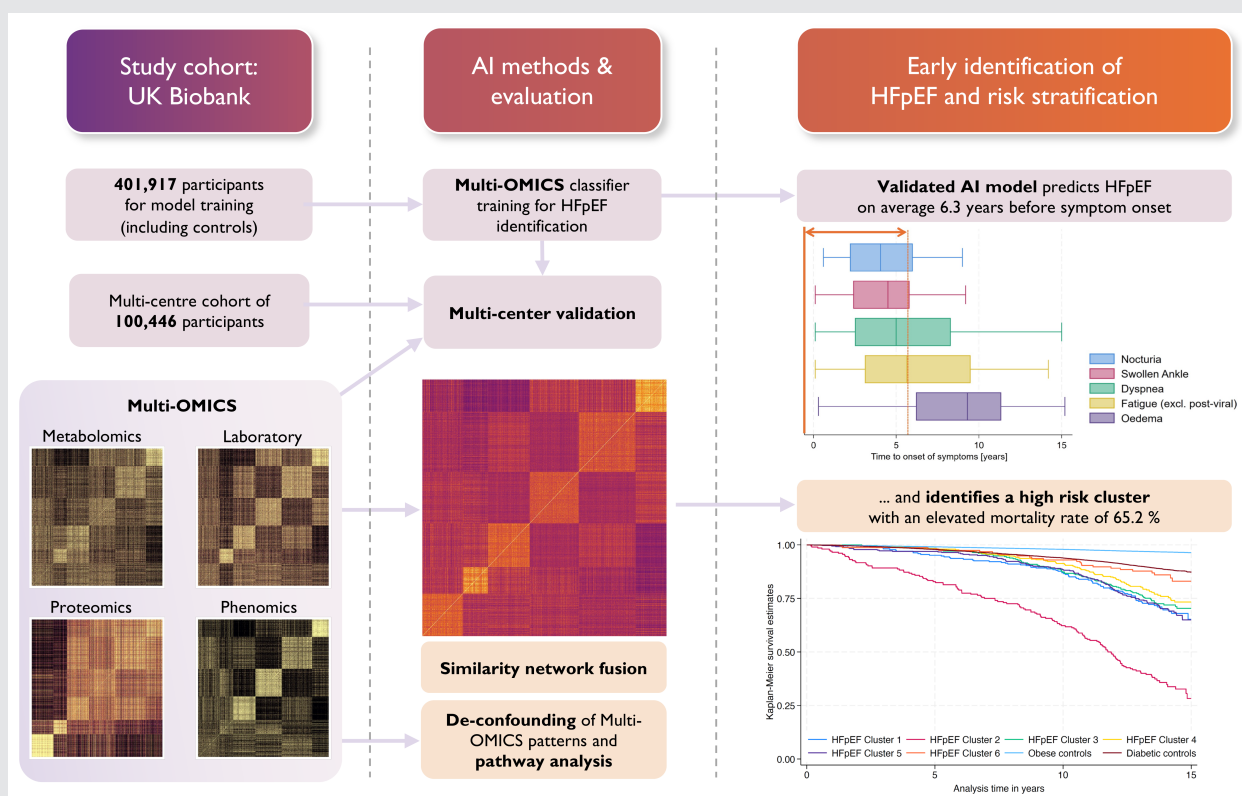 Study cohort:
UK Biobank
AI methods &
evaluation
Early identification of
HFpEF and risk stratification
401,917 participants
for model training
(including controls)
Multi-OMICS classifier
training for HFpEF
identification
Validated AI model predicts HFpEF
on average 6.3 years before symptom onset
Multi-centre cohort of
100,446 participants
Multi-center validation
Nocturia
Swollen Ankle
Dyspnea
Fatigue (excl. post-viral)
Oedema
0 5 10 15
Time to onset of symptoms [years]
Multi-OMICS
Metabolomics
Laboratory
Proteomics
Phenomics
Similarity network fusion
De-confounding of Multi-
OMICS patterns and
pathway analysis
... and identifies a high risk cluster
with an elevated mortality rate of 65.2 %
Kaplan-Meier survival estimates
1.00
0.75
0.50
0.25
0.00
HFpEF Cluster 1 HFpEF Cluster 2 HFpEF Cluster 3 HFpEF Cluster 4
HFpEF Cluster 5 HFpEF Cluster 6 Obese controls Diabetic controls
0 5 10 15
Analysis time in years